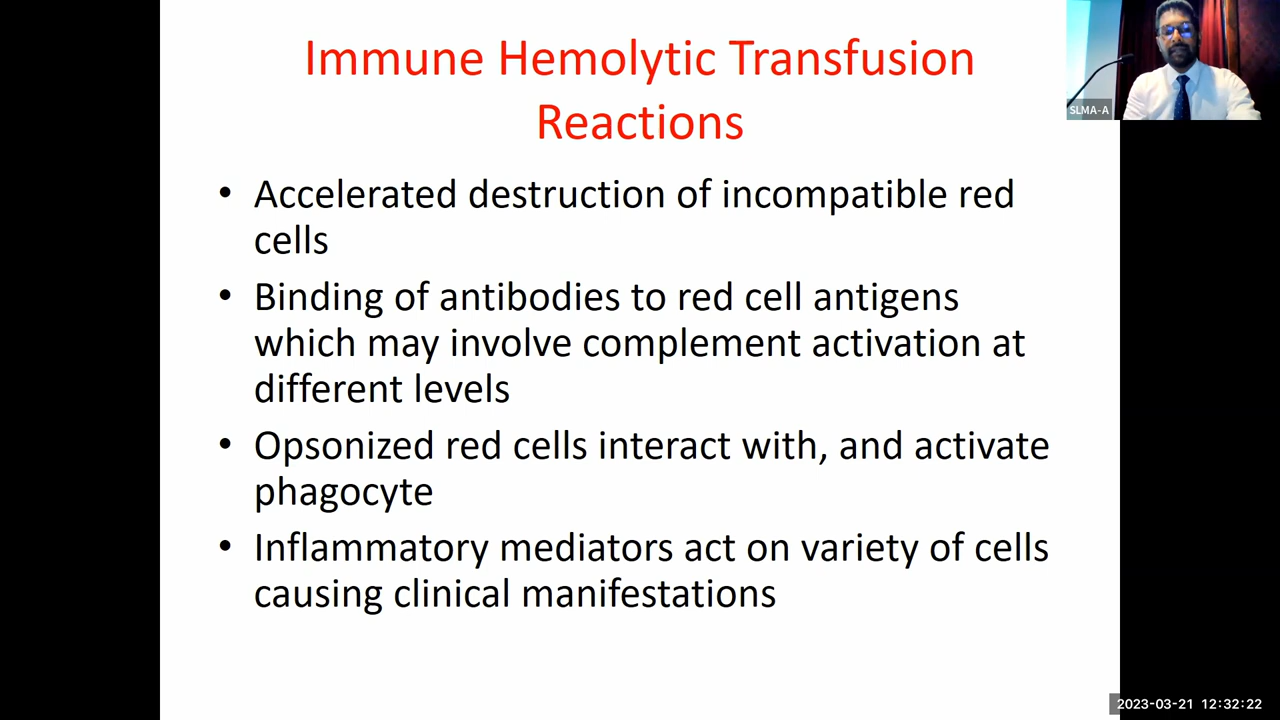 Immune Hemolytic Transfusion
Reactions
• Accelerated destruction of incompatible red
cells
• Binding of antibodies to red cell antigens
which may involve complement activation at
different levels
• Opsonized red cells interact with, and activate
phagocyte
• Inflammatory mediators act on variety of cells
causing clinical manifestations
SLMA-A
2023-03-21 12:32:22